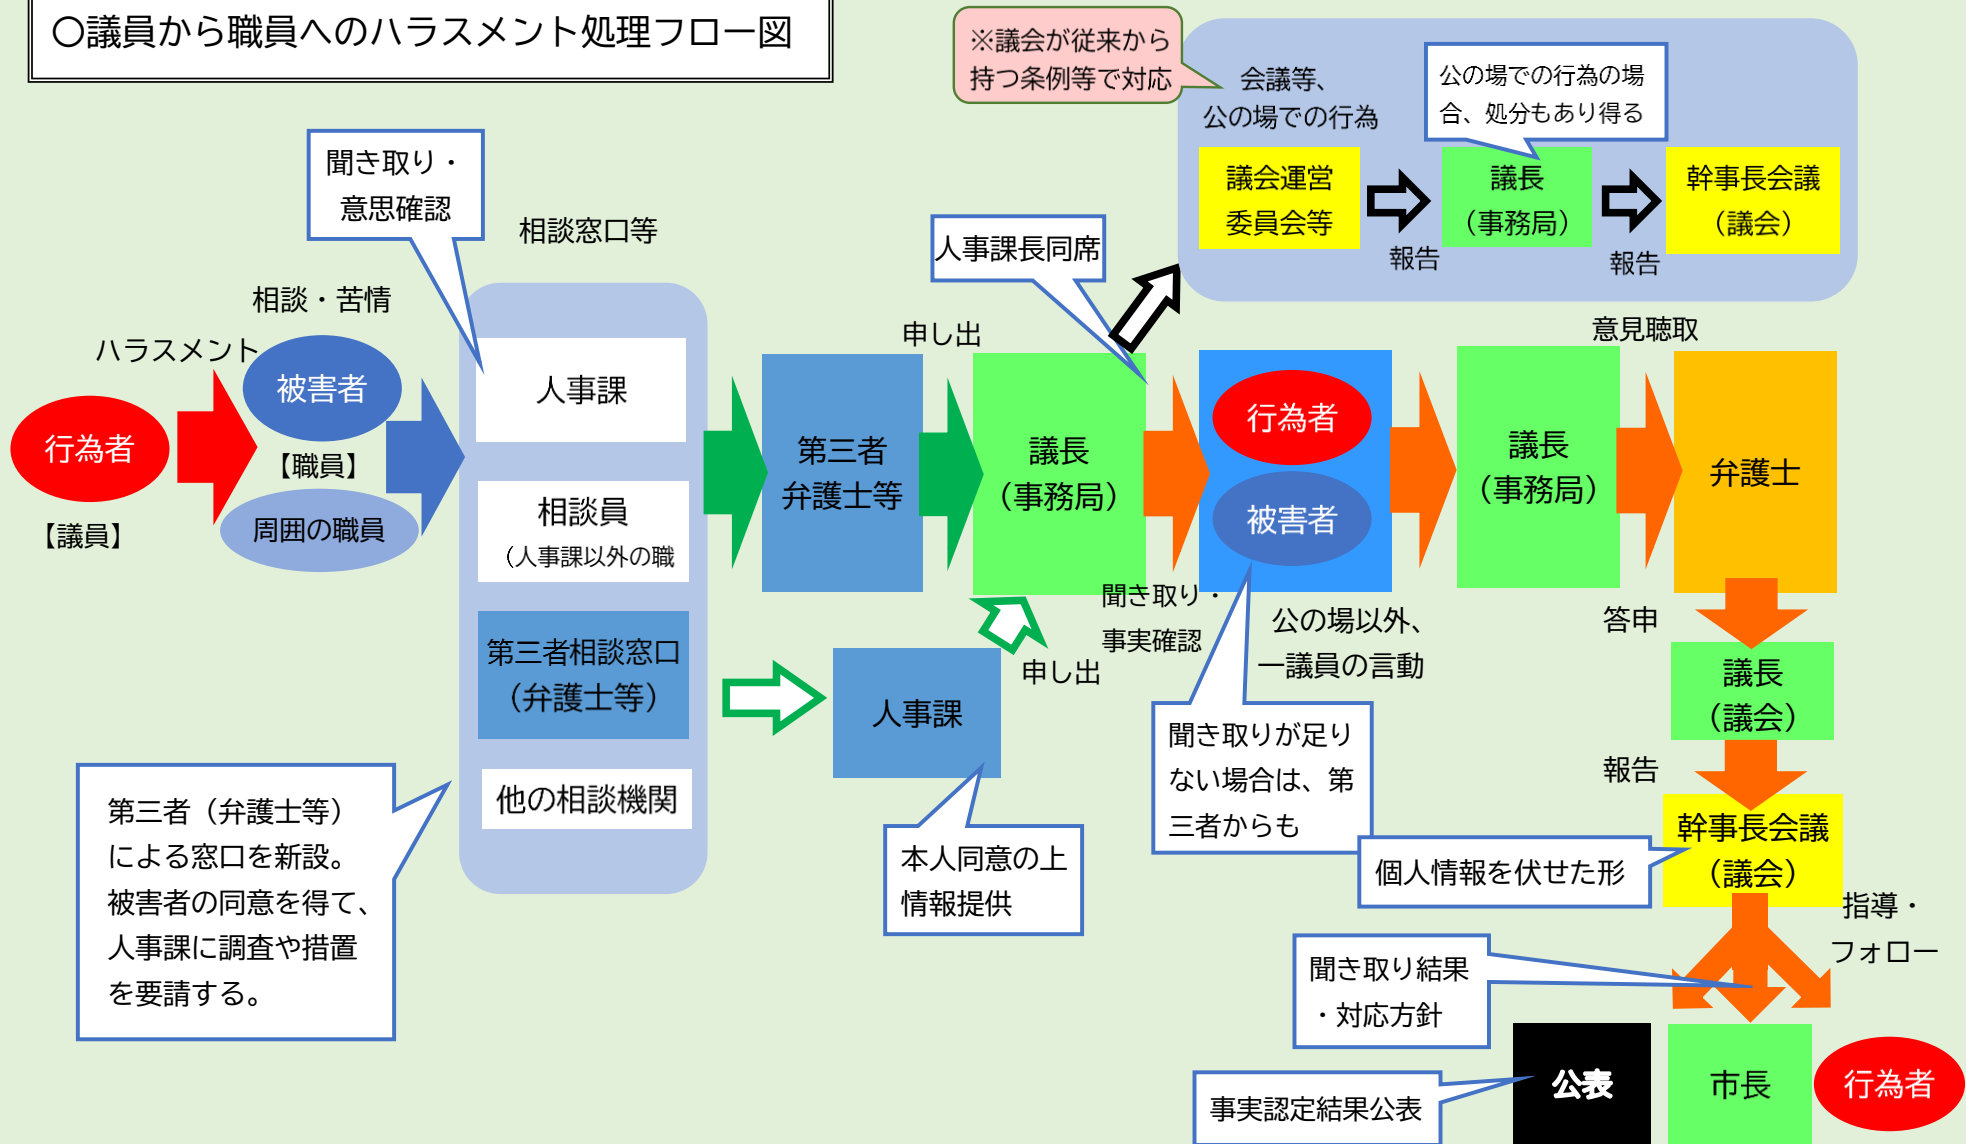 〇議員から職員へのハラスメント処理フロー図
※議会が従来から
持つ条例等で対応
会議等、
公の場での行為
公の場での行為の場
合、処分もあり得る
議会運営
委員会等
報告
議長
（事務局）
報告
幹事長会議
（議会）
聞き取り・
意思確認
相談窓口等
人事課長同席
相談・苦情
ハラスメント
行為者
【議員】
被害者
【職員】
周囲の職員
人事課
相談員
（人事課以外の職
第三者相談窓口
（弁護士等）
他の相談機関
第三者
弁護士等
申し出
議長
（事務局）
聞き取り・
事実確認
申し出
人事課
本人同意の上
情報提供
行為者
被害者
公の場以外、
一議員の言動
聞き取りが足り
ない場合は、第
三者からも
議長
（事務局）
意見聴取
弁護士
答申
議長
（議会）
報告
幹事長会議
（議会）
個人情報を伏せた形
指導・
フォロー
聞き取り結果
・対応方針
第三者（弁護士等）
による窓口を新設。
被害者の同意を得て、
人事課に調査や措置
を要請する。
事実認定結果公表
公表
市長
行為者